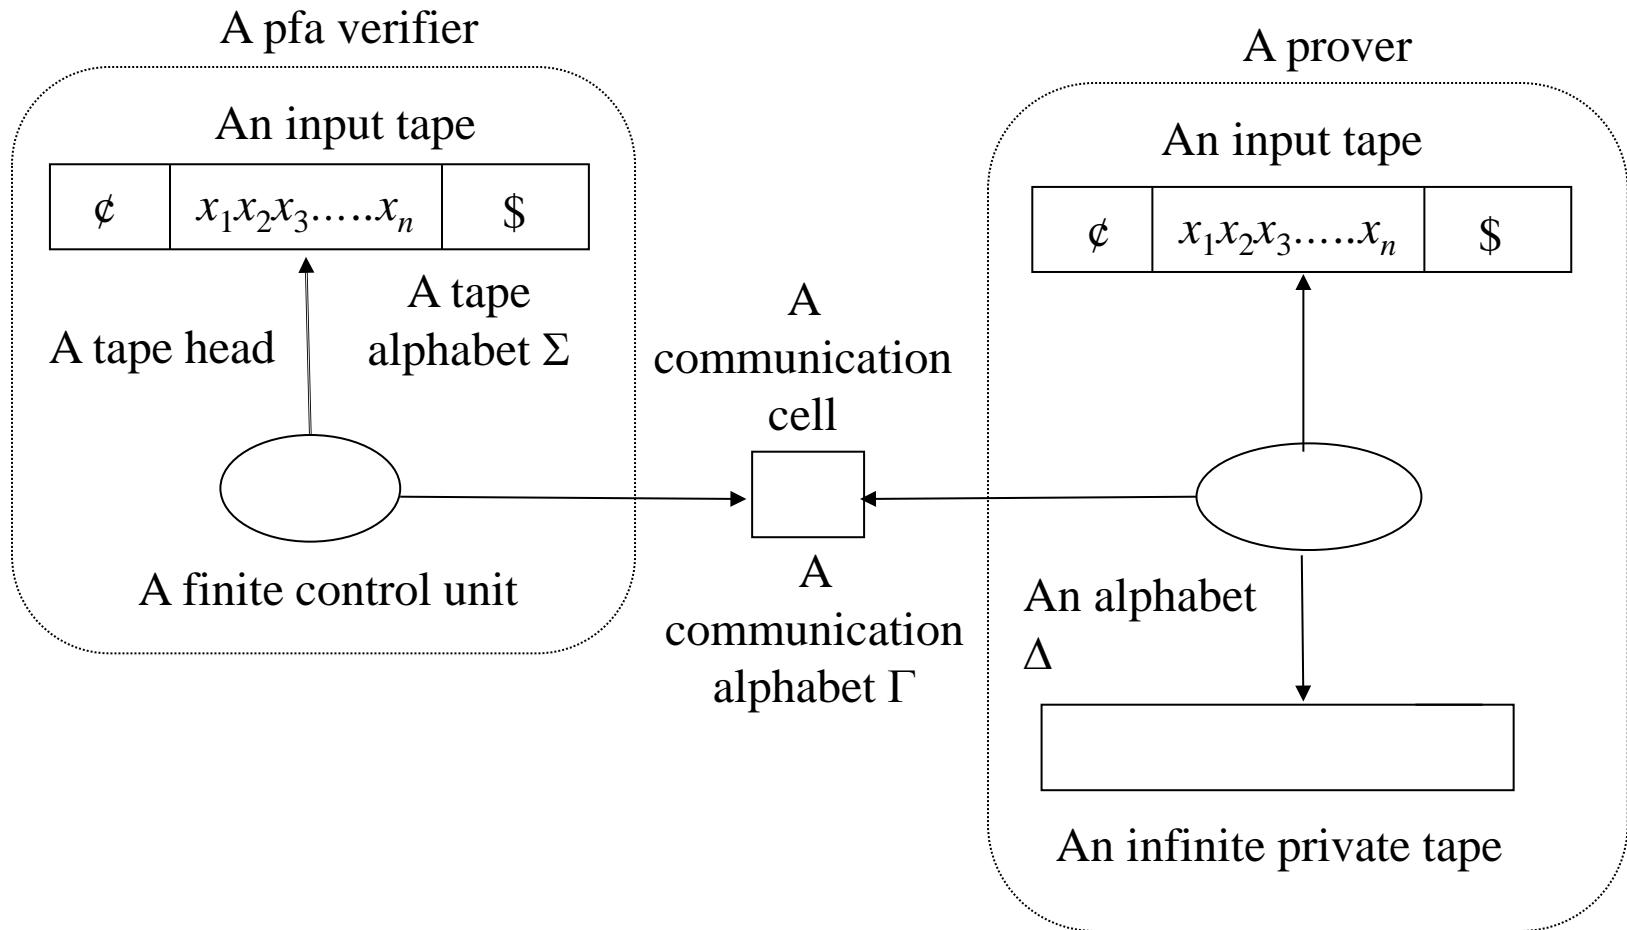 A pfa verifier
An input tape
¢ x₁x₂x₃.....xₙ $
A tape head
A tape
alphabet Σ
A finite control unit
A
communication
cell
A
communication
alphabet Γ
A prover
An input tape
¢ x₁x₂x₃.....xₙ $
An alphabet
Δ
An infinite private tape